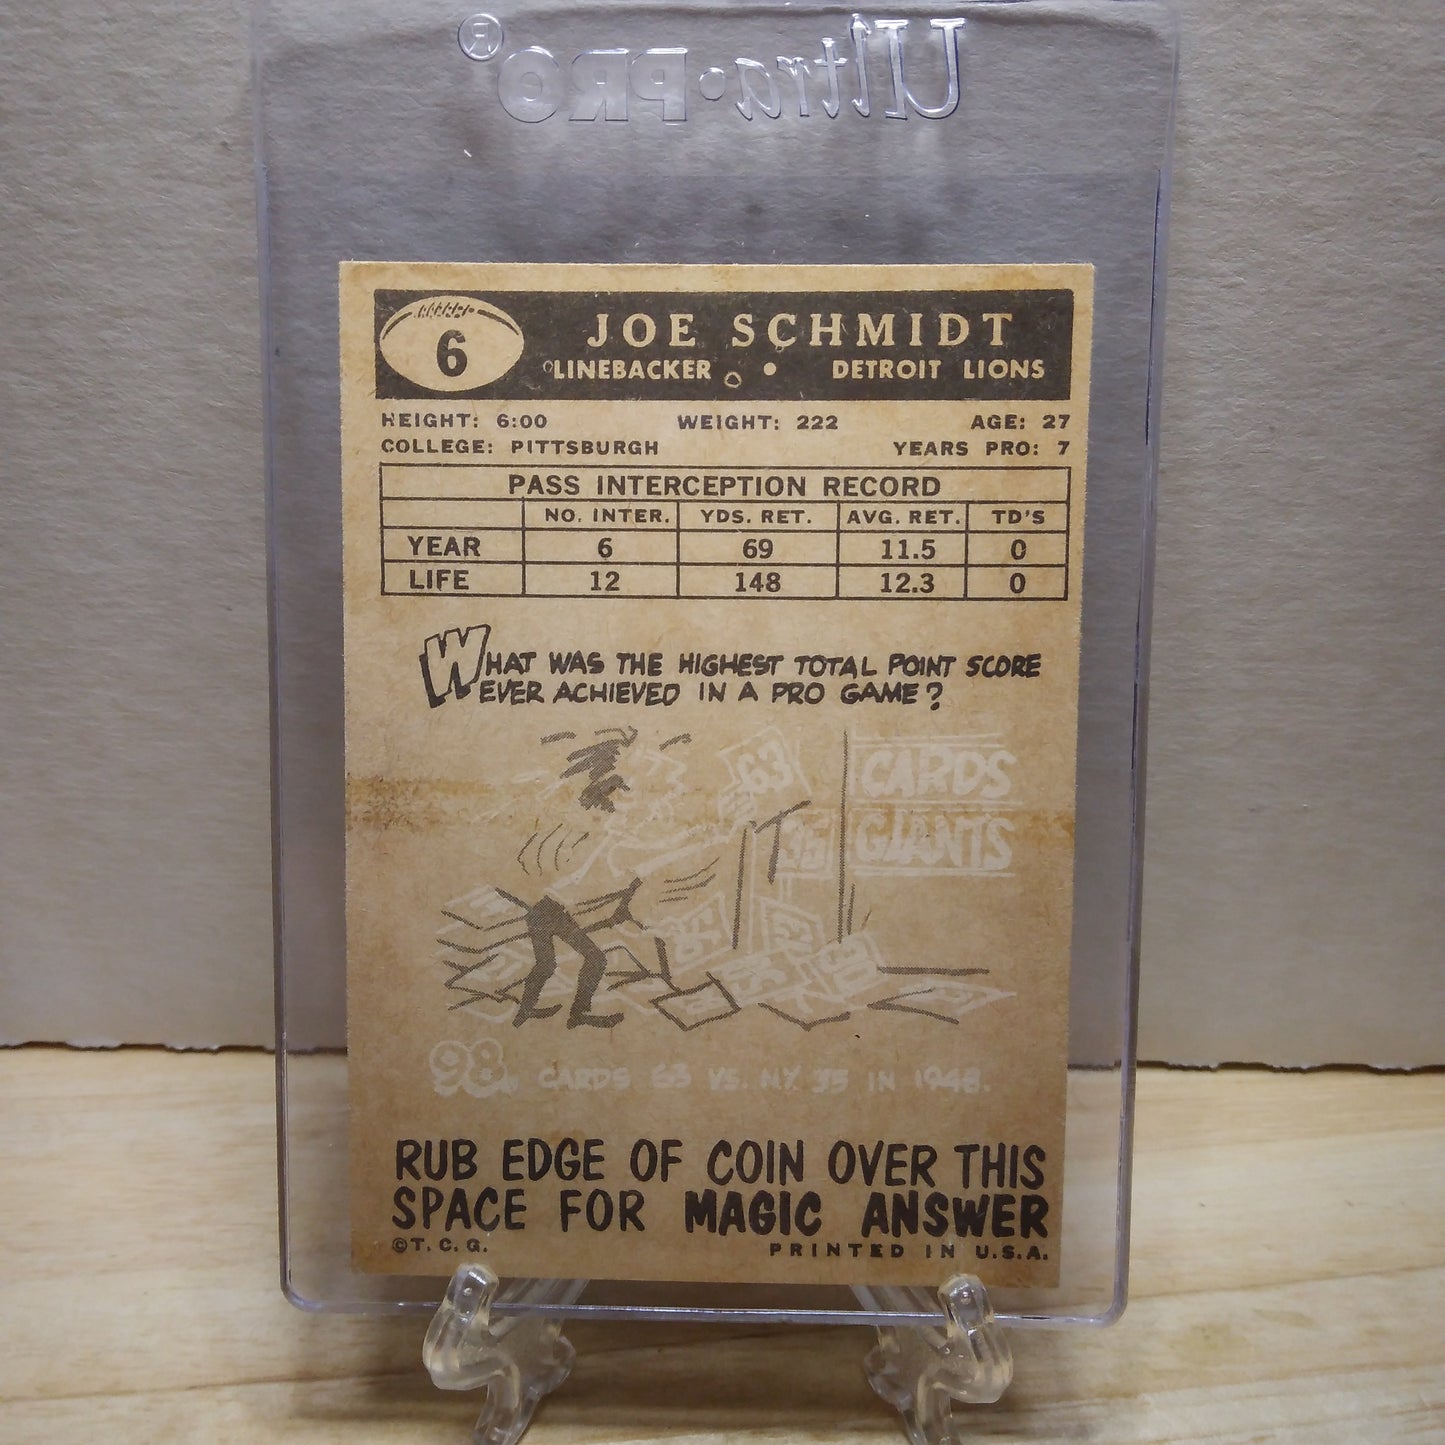 Ultra•PRO®
6
JOE SCHMIDT
LINEBACKER • DETROIT LIONS
HEIGHT: 6:00 WEIGHT: 222 AGE: 27
COLLEGE: PITTSBURGH YEARS PRO: 7
PASS INTERCEPTION RECORD
NO. INTER. YDS. RET. AVG. RET. TD'S
YEAR 6 69 11.5 0
LIFE 12 148 12.3 0
WHAT WAS THE HIGHEST TOTAL POINT SCORE
EVER ACHIEVED IN A PRO GAME?
63 CARDS
35 GIANTS
98. CARDS 63 VS. N.Y. 35 IN 1948.
RUB EDGE OF COIN OVER THIS
SPACE FOR MAGIC ANSWER
©T. C. G. PRINTED IN U.S.A.